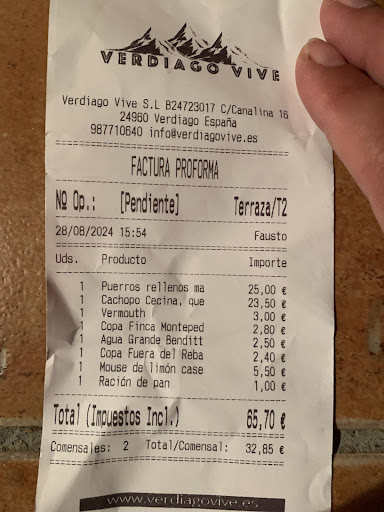 VERDIAGO VIVE
Verdiago Vive S.L B24723017 C/Canalina 16
24960 Verdiago España
987710640 info@verdiagovive.es
FACTURA PROFORMA
Nº Op.: [Pendiente] Terraza/T2
28/08/2024 15:54 Fausto
Uds. Producto Importe
1 Puerros rellenos ma 25,00 €
1 Cachopo Cecina, que 23,50 €
1 Vermouth 3,00 €
1 Copa Finca Monteped 2,80 €
1 Agua Grande Benditt 2,50 €
1 Copa Fuera del Reba 2,40 €
1 Mouse de limón case 5,50 €
1 Ración de pan 1,00 €
Total (Impuestos Incl.) 65,70 €
Comensales: 2 Total/Comensal: 32,85 €
www.verdiagovive.es